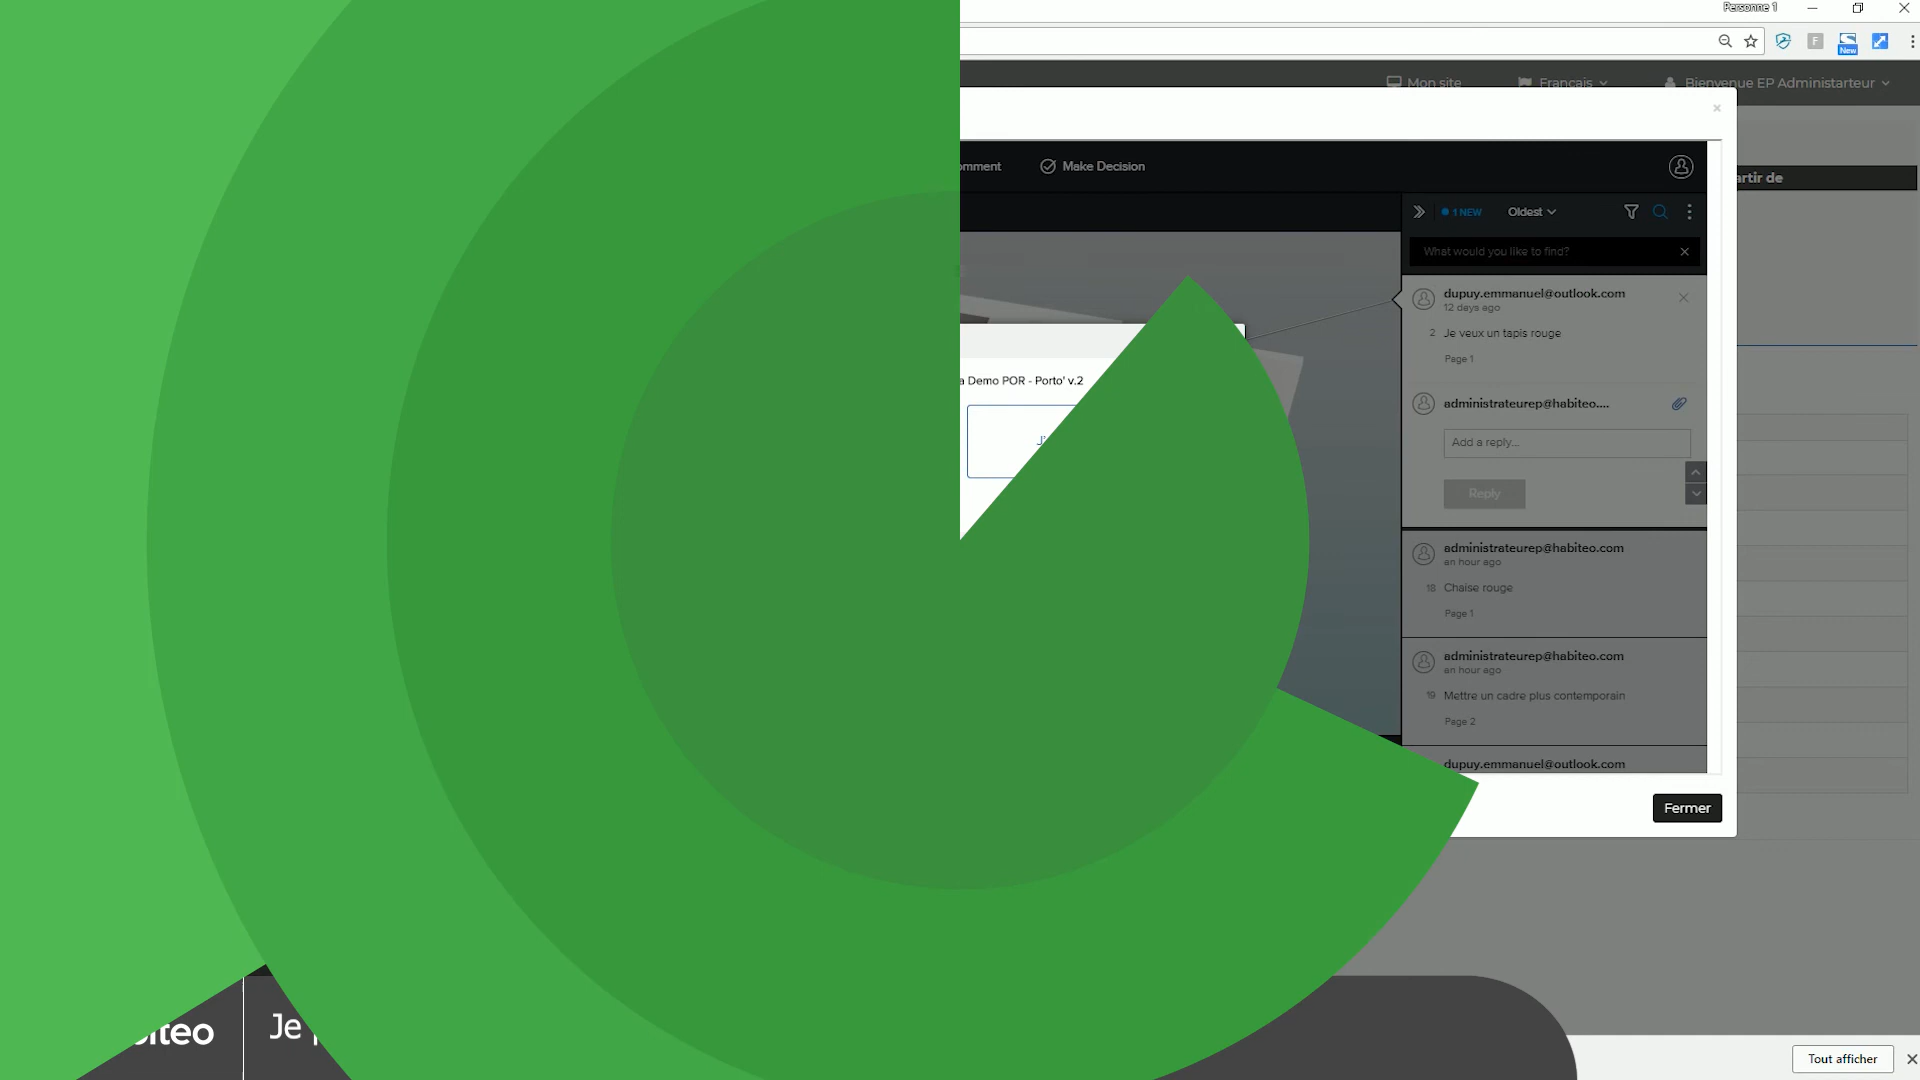 Personne 1
F
New
Mon site
Français
Bienvenue EP Administarteur
×
omment
Make Decision
artir de
1 NEW
Oldest
What would you like to find?
dupuy.emmanuel@outlook.com
12 days ago
2 Je veux un tapis rouge
Page 1
a Demo POR - Porto' v.2
J'
administrateurep@habiteo....
Add a reply...
Reply
administrateurep@habiteo.com
an hour ago
18 Chaise rouge
Page 1
administrateurep@habiteo.com
an hour ago
19 Mettre un cadre plus contemporain
Page 2
dupuy.emmanuel@outlook.com
Fermer
iteo
Je
Tout afficher